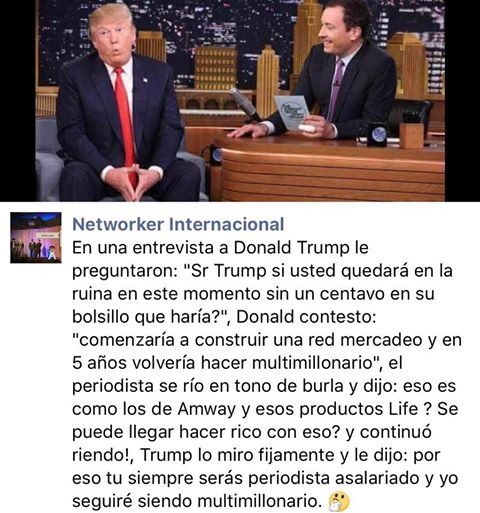 Networker Internacional
En una entrevista a Donald Trump le
preguntaron: "Sr Trump si usted quedará en la
ruina en este momento sin un centavo en su
bolsillo que haría?", Donald contesto:
"comenzaría a construir una red mercadeo y en
5 años volvería hacer multimillonario", el
periodista se río en tono de burla y dijo: eso es
como los de Amway y esos productos Life ? Se
puede llegar hacer rico con eso? y continuó
riendo!, Trump lo miro fijamente y le dijo: por
eso tu siempre serás periodista asalariado y yo
seguiré siendo multimillonario. 🤔